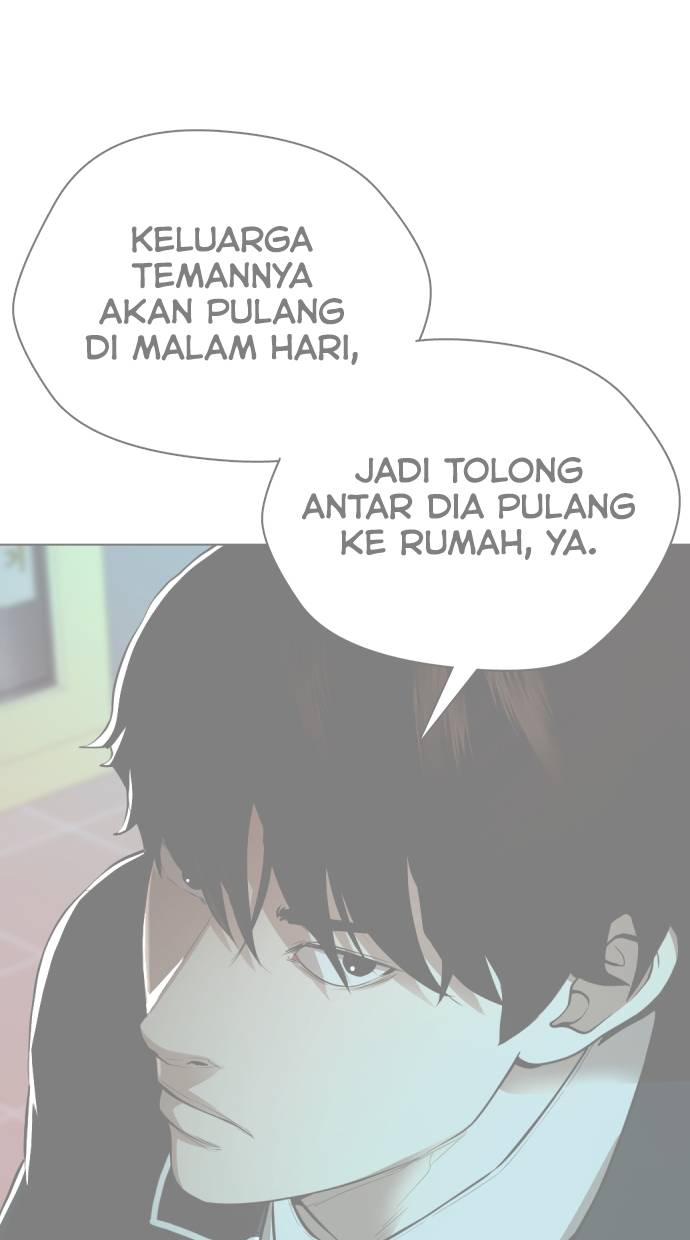 KELUARGA
TEMANNYA
AKAN PULANG
DI MALAM HARI,
JADI TOLONG
ANTAR DIA PULANG
KE RUMAH, YA.